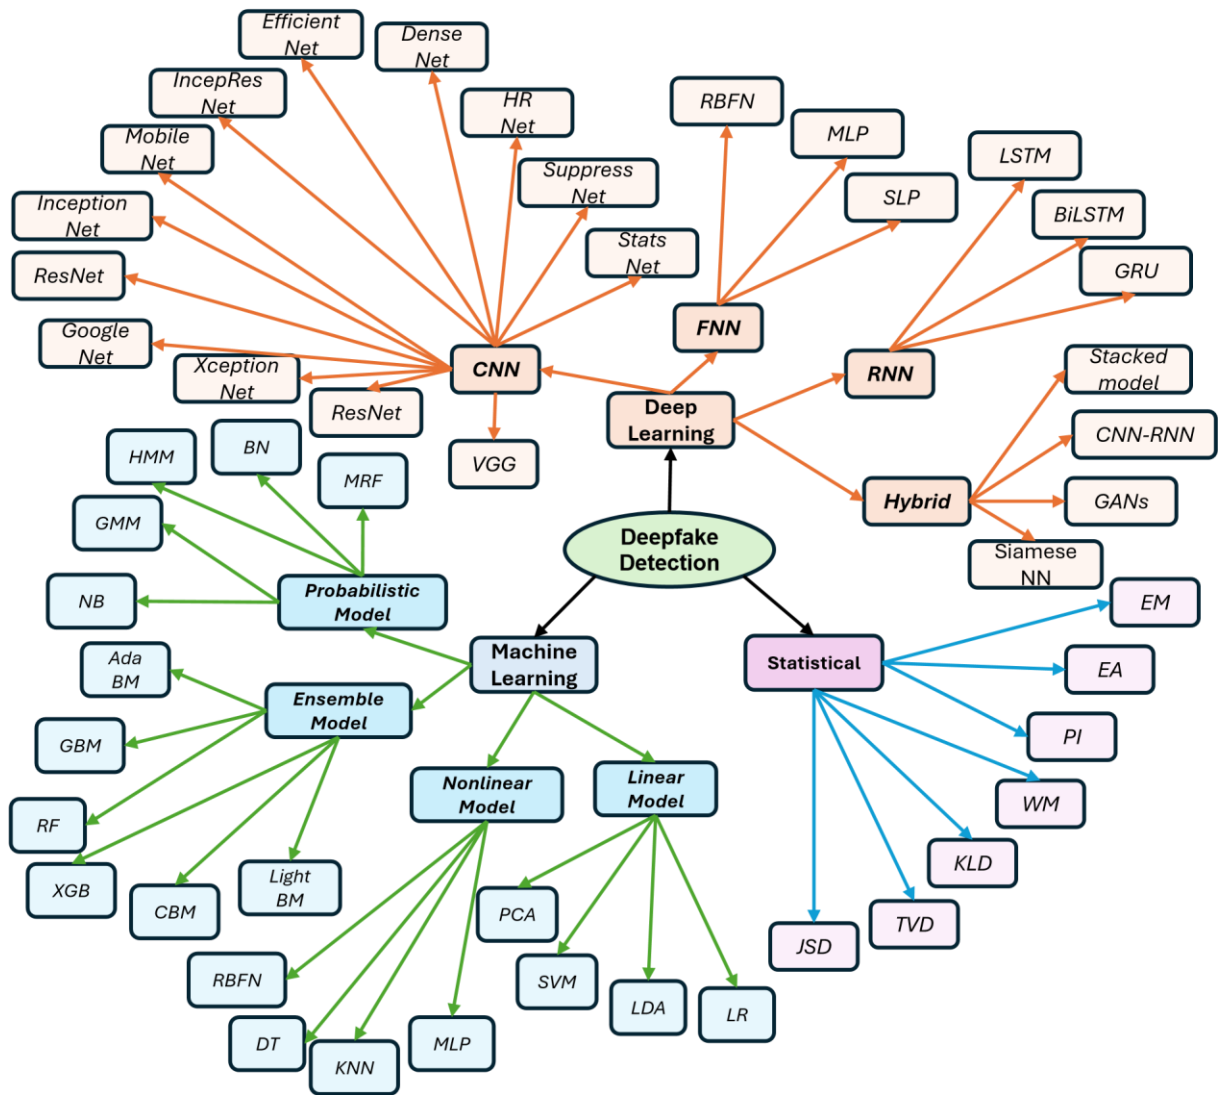 Efficient
Net
Dense
Net
IncepRes
Net
HR
Net
RBFN
MLP
Mobile
Net
LSTM
Suppress
Net
SLP
Inception
Net
BiLSTM
Stats
Net
ResNet
GRU
FNN
Google
Net
Xception
Net
CNN
RNN
Stacked
model
ResNet
Deep
Learning
CNN-RNN
HMM
BN
MRF
VGG
GMM
Hybrid
GANs
Deepfake
Detection
Siamese
NN
NB
Probabilistic
Model
EM
Ada
BM
Machine
Learning
Statistical
EA
Ensemble
Model
GBM
PI
Nonlinear
Model
Linear
Model
WM
RF
XGB
CBM
Light
BM
KLD
PCA
TVD
JSD
RBFN
SVM
LDA
LR
DT
KNN
MLP